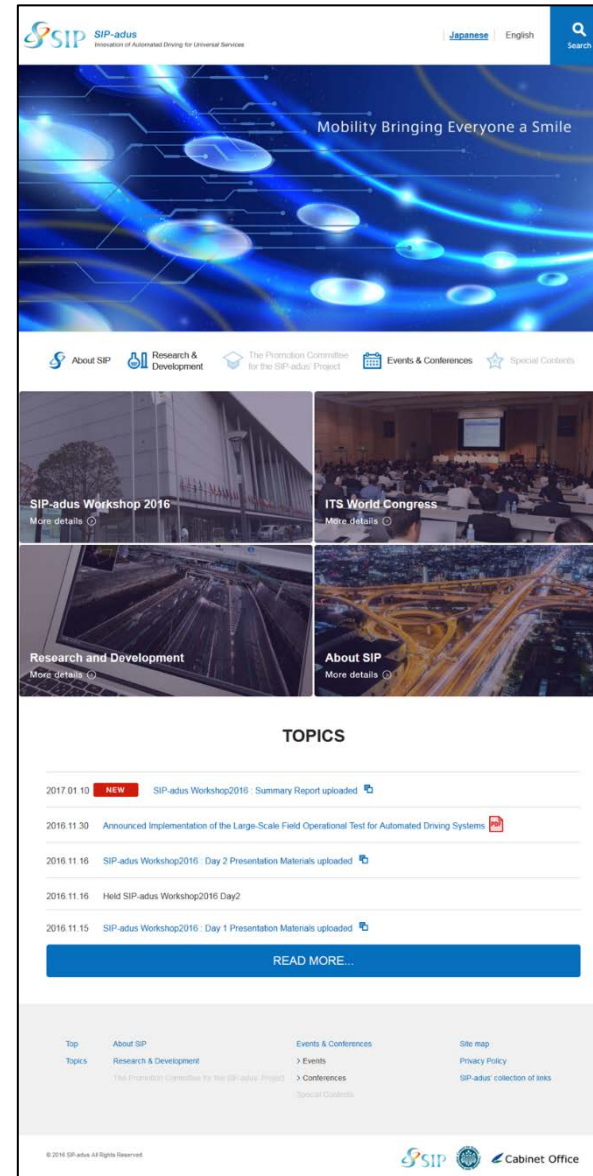 SIP SIP-adus
Innovation of Automated Driving for Universal Services
Japanese English Search
Mobility Bringing Everyone a Smile
About SIP
Research &
Development
The Promotion Committee
for the SIP-adus' Project
Events & Conferences
Special Contents
SIP-adus Workshop 2016
More details
ITS World Congress
More details
Research and Development
More details
About SIP
More details
TOPICS
2017.01.10 NEW SIP-adus Workshop2016 : Summary Report uploaded
2016.11.30 Announced Implementation of the Large-Scale Field Operational Test for Automated Driving Systems PDF
2016.11.16 SIP-adus Workshop2016 : Day 2 Presentation Materials uploaded
2016.11.16 Held SIP-adus Workshop2016 Day2
2016.11.15 SIP-adus Workshop2016 : Day 1 Presentation Materials uploaded
READ MORE...
Top About SIP Events & Conferences Site map
Topics Research & Development > Events Privacy Policy
The Promotion Committee for the SIP-adus' Project > Conferences SIP-adus' collection of links
Special Contents
© 2016 SIP-adus All Rights Reserved.
SIP Cabinet Office